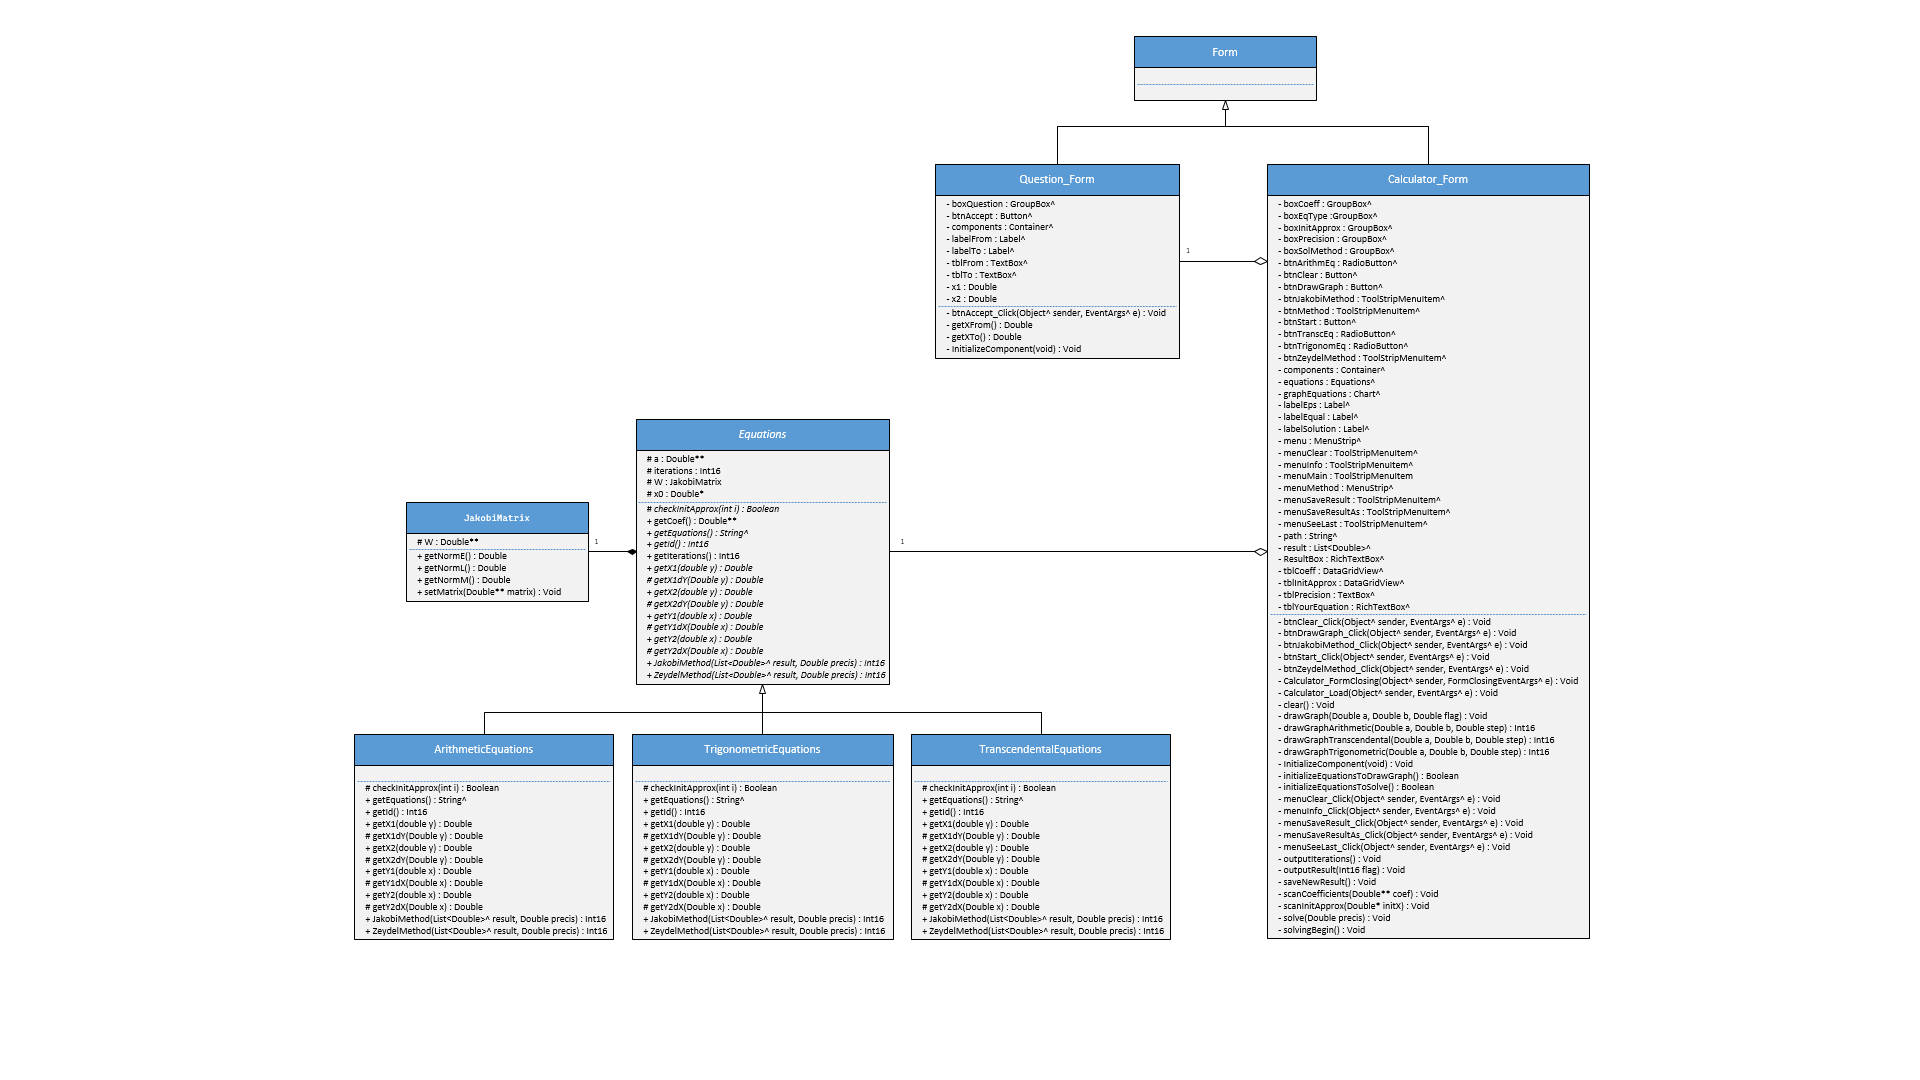 Form
Question_Form
- boxQuestion : GroupBox^
- btnAccept : Button^
- components : Container^
- labelFrom : Label^
- labelTo : Label^
- tblFrom : TextBox^
- tblTo : TextBox^
- x1 : Double
- x2 : Double
- btnAccept_Click(Object^ sender, EventArgs^ e) : Void
- getXFrom() : Double
- getXTo() : Double
- InitializeComponent(void) : Void
1
Calculator_Form
- boxCoeff : GroupBox^
- boxEqType :GroupBox^
- boxInitApprox : GroupBox^
- boxPrecision : GroupBox^
- boxSolMethod : GroupBox^
- btnArithmEq : RadioButton^
- btnClear : Button^
- btnDrawGraph : Button^
- btnJakobiMethod : ToolStripMenuItem^
- btnMethod : ToolStripMenuItem^
- btnStart : Button^
- btnTranscEq : RadioButton^
- btnTrigonomEq : RadioButton^
- btnZeydelMethod : ToolStripMenuItem^
- components : Container^
- equations : Equations^
- graphEquations : Chart^
- labelEps : Label^
- labelEqual : Label^
- labelSolution : Label^
- menu : MenuStrip^
- menuClear : ToolStripMenuItem^
- menuInfo : ToolStripMenuItem^
- menuMain : ToolStripMenuItem
- menuMethod : MenuStrip^
- menuSaveResult : ToolStripMenuItem^
- menuSaveResultAs : ToolStripMenuItem^
- menuSeeLast : ToolStripMenuItem^
- path : String^
- result : List<Double>^
- ResultBox : RichTextBox^
- tblCoeff : DataGridView^
- tblInitApprox : DataGridView^
- tblPrecision : TextBox^
- tblYourEquation : RichTextBox^
- btnClear_Click(Object^ sender, EventArgs^ e) : Void
- btnDrawGraph_Click(Object^ sender, EventArgs^ e) : Void
- btnJakobiMethod_Click(Object^ sender, EventArgs^ e) : Void
- btnStart_Click(Object^ sender, EventArgs^ e) : Void
- btnZeydelMethod_Click(Object^ sender, EventArgs^ e) : Void
- Calculator_FormClosing(Object^ sender, FormClosingEventArgs^ e) : Void
- Calculator_Load(Object^ sender, EventArgs^ e) : Void
- clear() : Void
- drawGraph(Double a, Double b, Double flag) : Void
- drawGraphArithmetic(Double a, Double b, Double step) : Int16
- drawGraphTranscendental(Double a, Double b, Double step) : Int16
- drawGraphTrigonometric(Double a, Double b, Double step) : Int16
- InitializeComponent(void) : Void
- initializeEquationsToDrawGraph() : Boolean
- initializeEquationsToSolve() : Boolean
- menuClear_Click(Object^ sender, EventArgs^ e) : Void
- menuInfo_Click(Object^ sender, EventArgs^ e) : Void
- menuSaveResult_Click(Object^ sender, EventArgs^ e) : Void
- menuSaveResultAs_Click(Object^ sender, EventArgs^ e) : Void
- menuSeeLast_Click(Object^ sender, EventArgs^ e) : Void
- outputIterations() : Void
- outputResult(Int16 flag) : Void
- saveNewResult() : Void
- scanCoefficients(Double** coef) : Void
- scanInitApprox(Double* initX) : Void
- solve(Double precis) : Void
- solvingBegin() : Void
Equations
# a : Double**
# iterations : Int16
# W : JakobiMatrix
# x0 : Double*
# checkInitApprox(int i) : Boolean
+ getCoef() : Double**
+ getEquations() : String^
+ getId() : Int16
+ getIterations() : Int16
+ getX1(double y) : Double
# getX1dY(Double y) : Double
+ getX2(double y) : Double
# getX2dY(Double y) : Double
+ getY1(double x) : Double
# getY1dX(Double x) : Double
+ getY2(double x) : Double
# getY2dX(Double x) : Double
+ JakobiMethod(List<Double>^ result, Double precis) : Int16
+ ZeydelMethod(List<Double>^ result, Double precis) : Int16
1
JakobiMatrix
# W : Double**
+ getNormE() : Double
+ getNormL() : Double
+ getNormM() : Double
+ setMatrix(Double** matrix) : Void
1
ArithmeticEquations
# checkInitApprox(int i) : Boolean
+ getEquations() : String^
+ getId() : Int16
+ getX1(double y) : Double
# getX1dY(Double y) : Double
+ getX2(double y) : Double
# getX2dY(Double y) : Double
+ getY1(double x) : Double
# getY1dX(Double x) : Double
+ getY2(double x) : Double
# getY2dX(Double x) : Double
+ JakobiMethod(List<Double>^ result, Double precis) : Int16
+ ZeydelMethod(List<Double>^ result, Double precis) : Int16
TrigonometricEquations
# checkInitApprox(int i) : Boolean
+ getEquations() : String^
+ getId() : Int16
+ getX1(double y) : Double
# getX1dY(Double y) : Double
+ getX2(double y) : Double
# getX2dY(Double y) : Double
+ getY1(double x) : Double
# getY1dX(Double x) : Double
+ getY2(double x) : Double
# getY2dX(Double x) : Double
+ JakobiMethod(List<Double>^ result, Double precis) : Int16
+ ZeydelMethod(List<Double>^ result, Double precis) : Int16
TranscendentalEquations
# checkInitApprox(int i) : Boolean
+ getEquations() : String^
+ getId() : Int16
+ getX1(double y) : Double
# getX1dY(Double y) : Double
+ getX2(double y) : Double
# getX2dY(Double y) : Double
+ getY1(double x) : Double
# getY1dX(Double x) : Double
+ getY2(double x) : Double
# getY2dX(Double x) : Double
+ JakobiMethod(List<Double>^ result, Double precis) : Int16
+ ZeydelMethod(List<Double>^ result, Double precis) : Int16